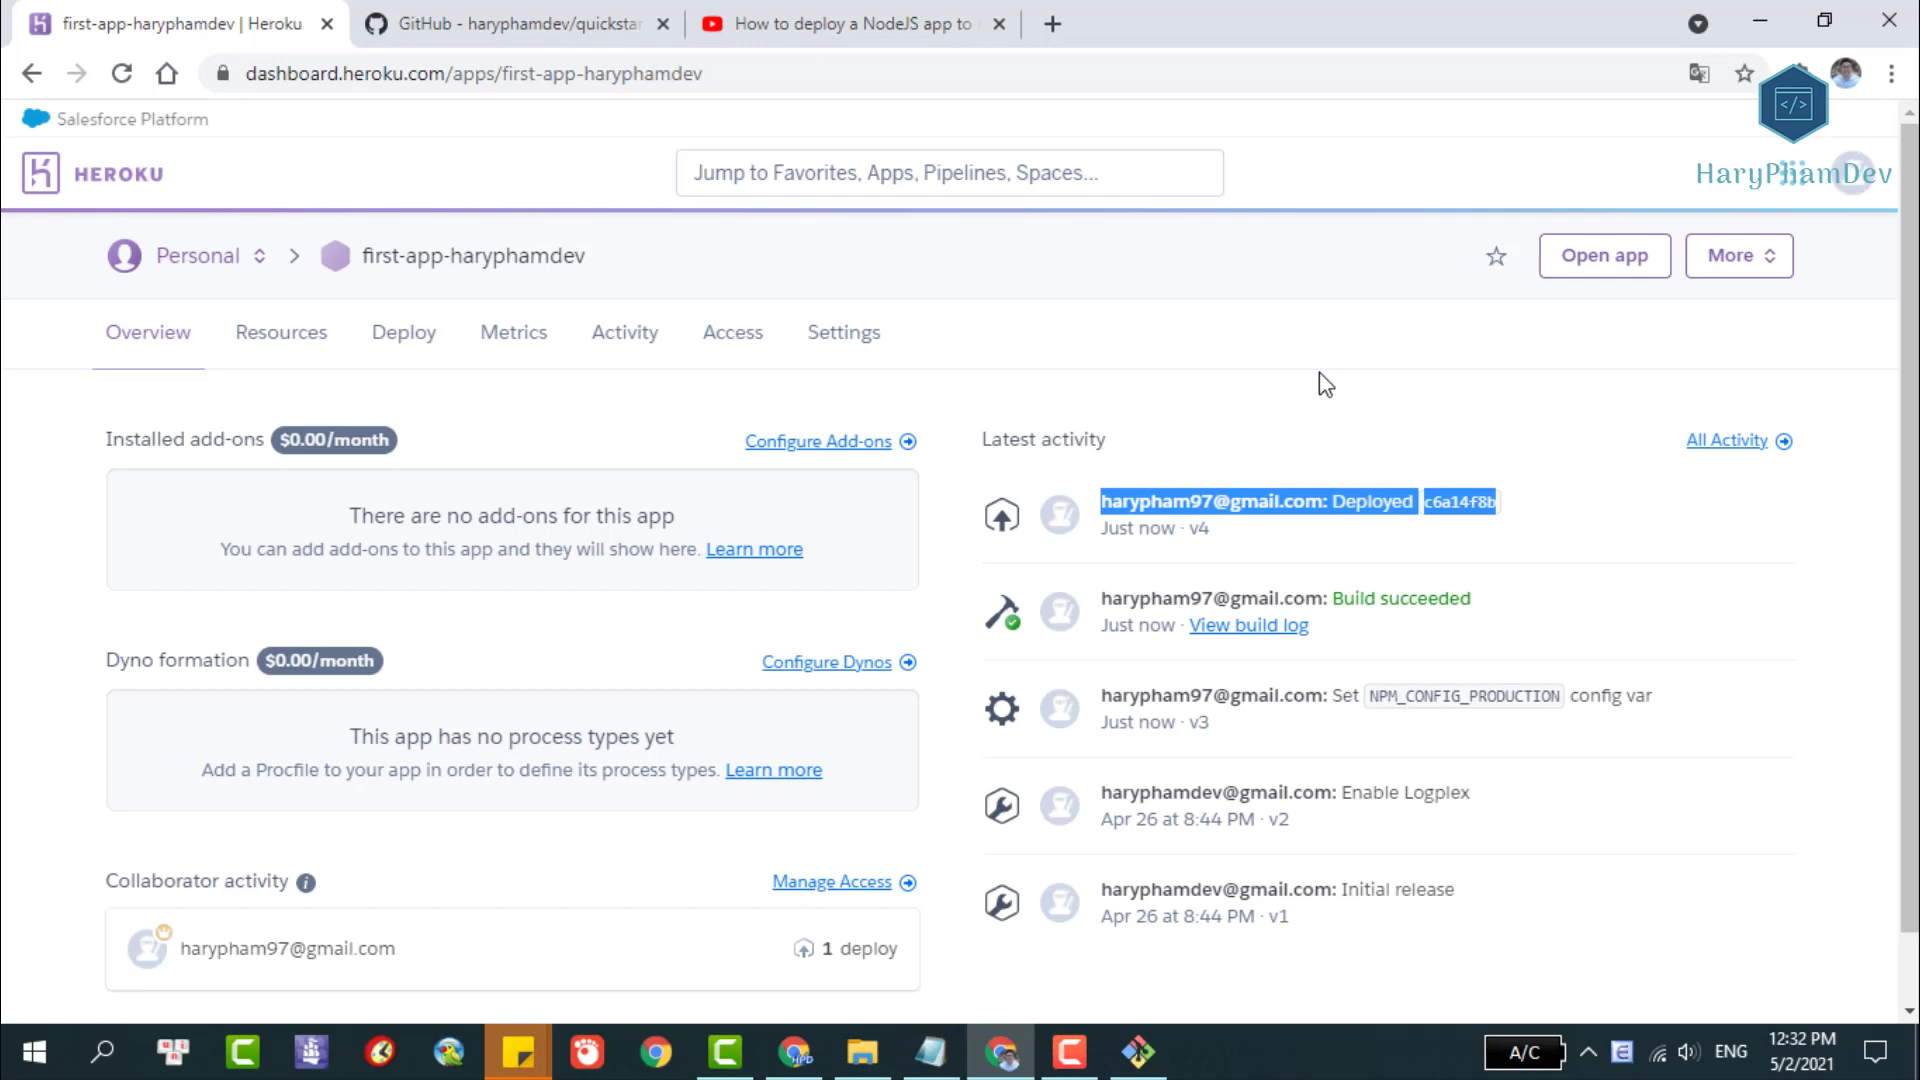 first-app-haryphamdev | Heroku
GitHub - haryphamdev/quickstar
How to deploy a NodeJS app to
dashboard.heroku.com/apps/first-app-haryphamdev
</>
Salesforce Platform
HEROKU
Jump to Favorites, Apps, Pipelines, Spaces...
HaryPhamDev
Personal
first-app-haryphamdev
Open app
More
Overview
Resources
Deploy
Metrics
Activity
Access
Settings
Installed add-ons $0.00/month
Configure Add-ons
There are no add-ons for this app
You can add add-ons to this app and they will show here. Learn more
Dyno formation $0.00/month
Configure Dynos
This app has no process types yet
Add a Procfile to your app in order to define its process types. Learn more
Collaborator activity
Manage Access
harypham97@gmail.com
1 deploy
Latest activity
All Activity
harypham97@gmail.com: Deployed c6a14f8b
Just now · v4
harypham97@gmail.com: Build succeeded
Just now · View build log
harypham97@gmail.com: Set NPM_CONFIG_PRODUCTION config var
Just now · v3
haryphamdev@gmail.com: Enable Logplex
Apr 26 at 8:44 PM · v2
haryphamdev@gmail.com: Initial release
Apr 26 at 8:44 PM · v1
A/C
ENG
12:32 PM
5/2/2021